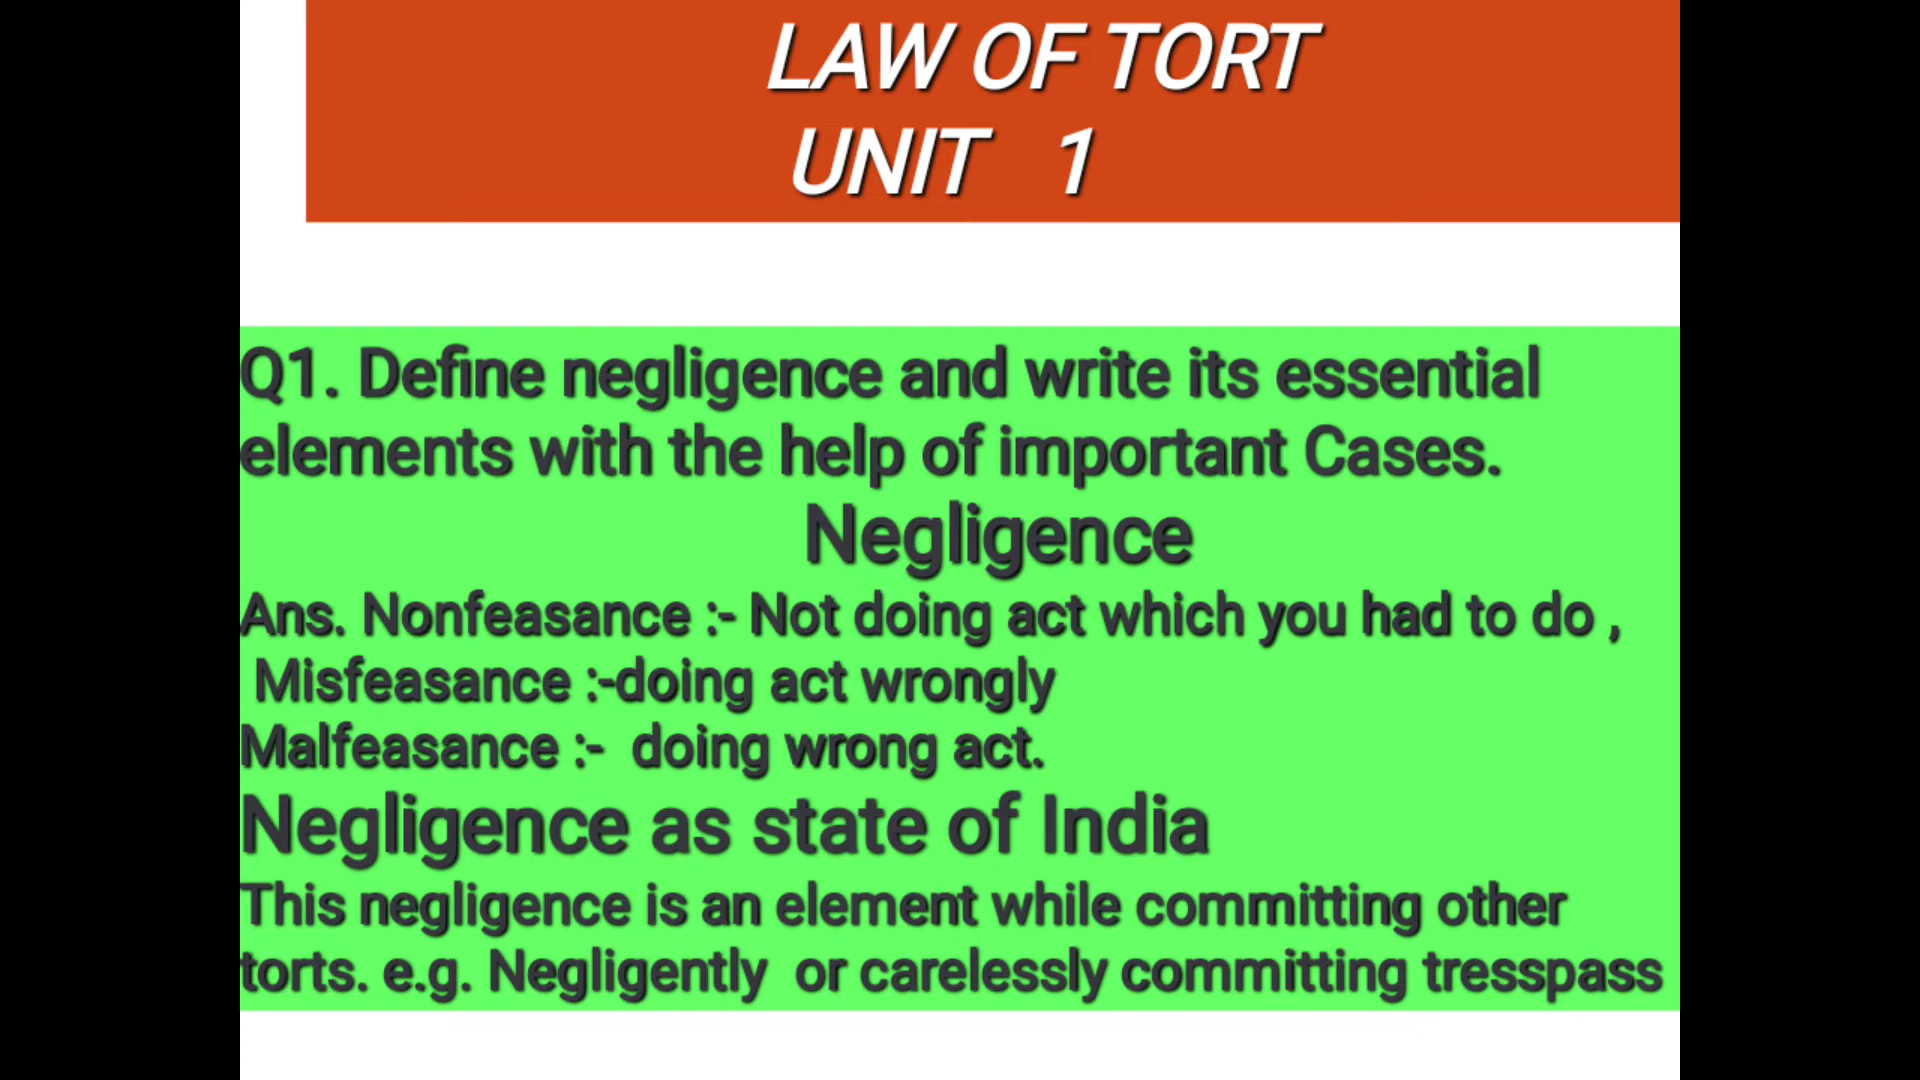 LAW OF TORT
UNIT 1
Q1. Define negligence and write its essential
elements with the help of important Cases.
Negligence
Ans. Nonfeasance :- Not doing act which you had to do ,
Misfeasance :-doing act wrongly
Malfeasance :- doing wrong act.
Negligence as state of India
This negligence is an element while committing other
torts. e.g. Negligently or carelessly committing tresspass